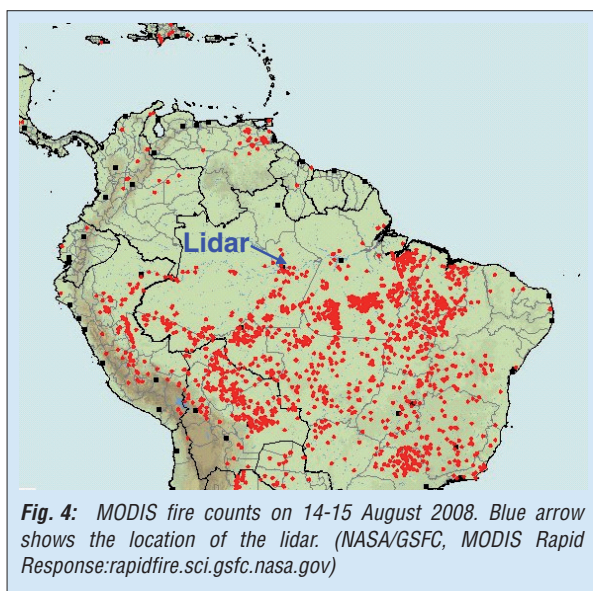 Lidar
Fig. 4: MODIS fire counts on 14-15 August 2008. Blue arrow
shows the location of the lidar. (NASA/GSFC, MODIS Rapid
Response:rapidfire.sci.gsfc.nasa.gov)